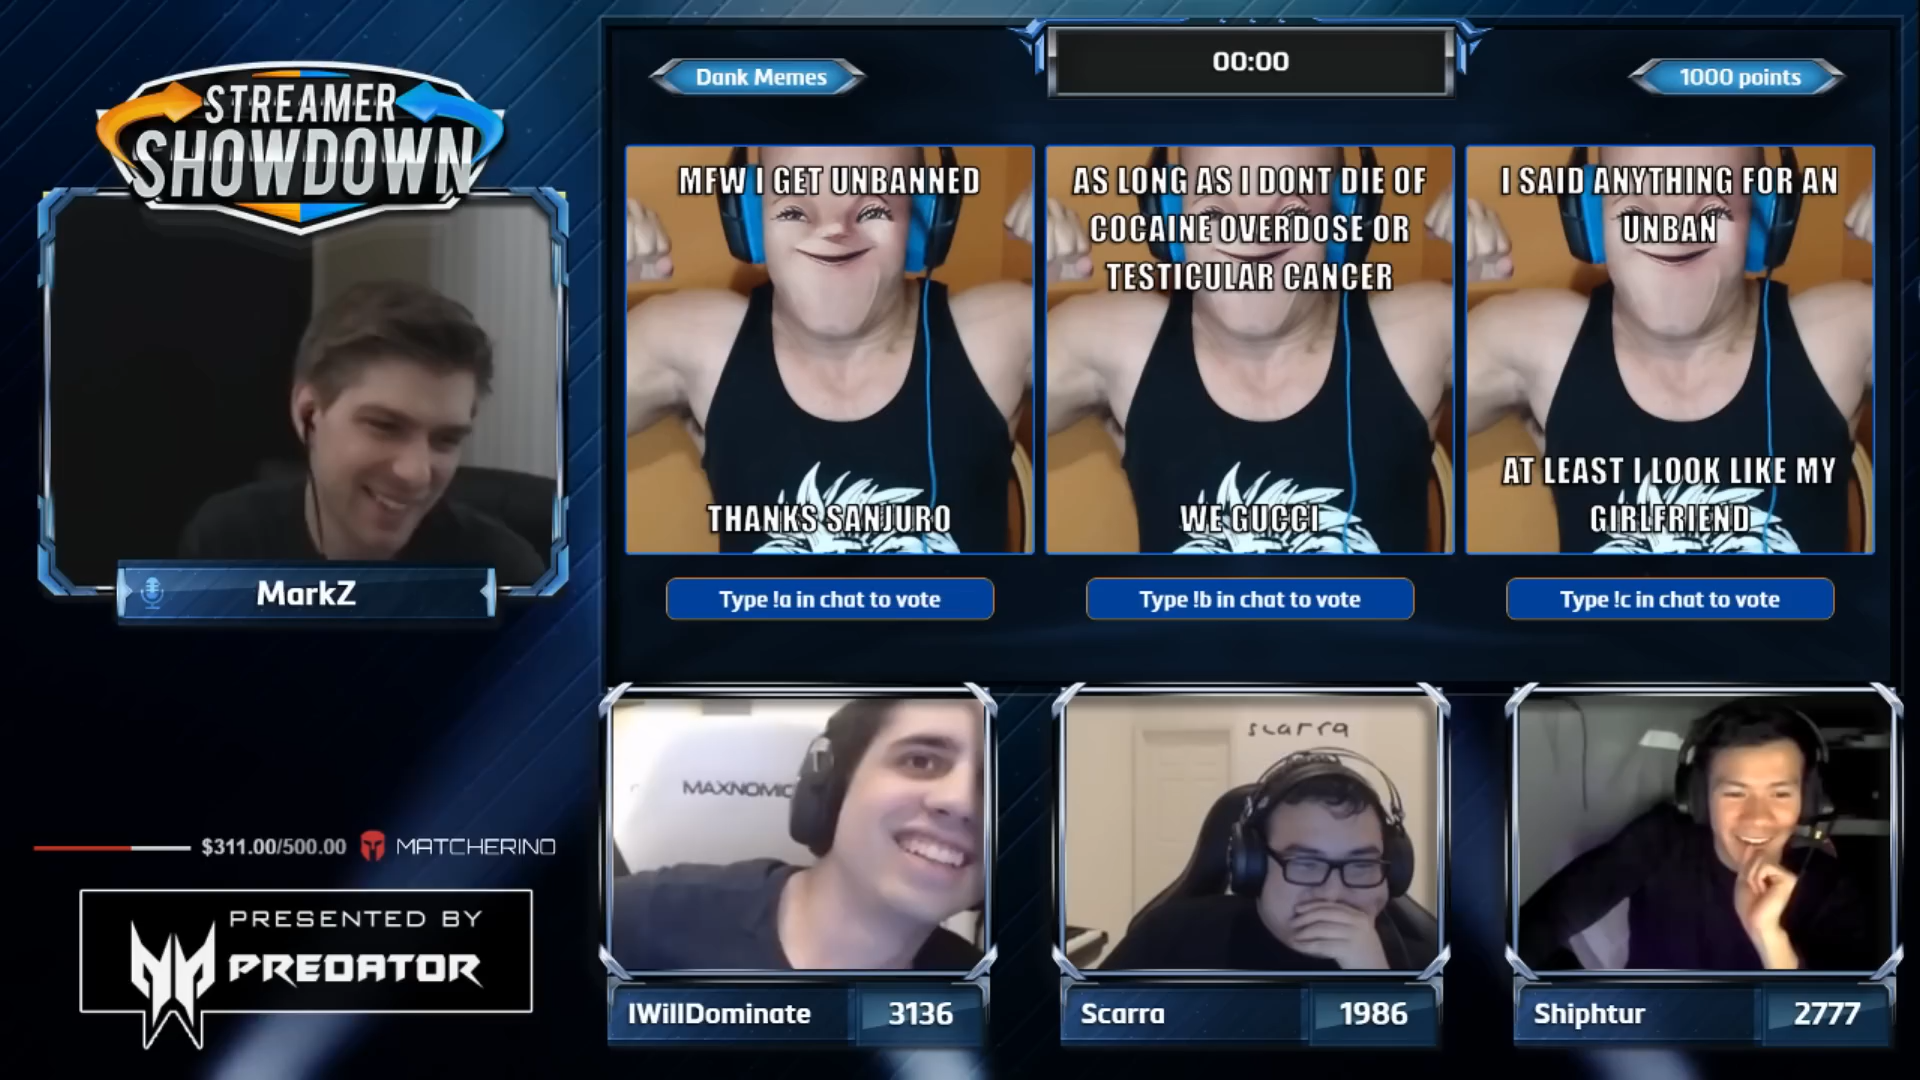 STREAMER
SHOWDOWN
MarkZ
$311.00/500.00 MATCHERINO
PRESENTED BY
PREDATOR
Dank Memes
00:00
1000 points
MFW I GET UNBANNED
THANKS SANJURO
Type !a in chat to vote
AS LONG AS I DONT DIE OF
COCAINE OVERDOSE OR
TESTICULAR CANCER
WE GUCCI
Type !b in chat to vote
I SAID ANYTHING FOR AN
UNBAN
AT LEAST I LOOK LIKE MY
GIRLFRIEND
Type !c in chat to vote
MAXNOMIC
IWillDominate 3136
scarra
Scarra 1986
Shiphtur 2777